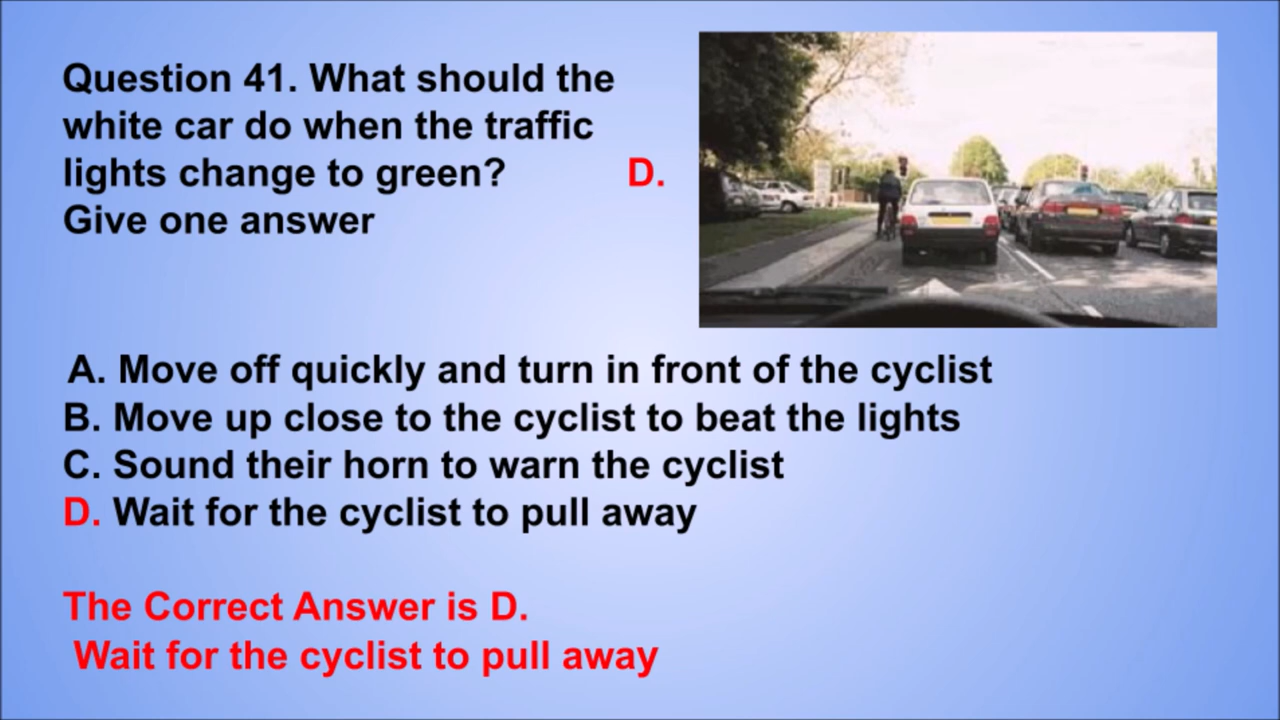 Question 41. What should the
white car do when the traffic
lights change to green? D.
Give one answer
A. Move off quickly and turn in front of the cyclist
B. Move up close to the cyclist to beat the lights
C. Sound their horn to warn the cyclist
D. Wait for the cyclist to pull away
The Correct Answer is D.
Wait for the cyclist to pull away